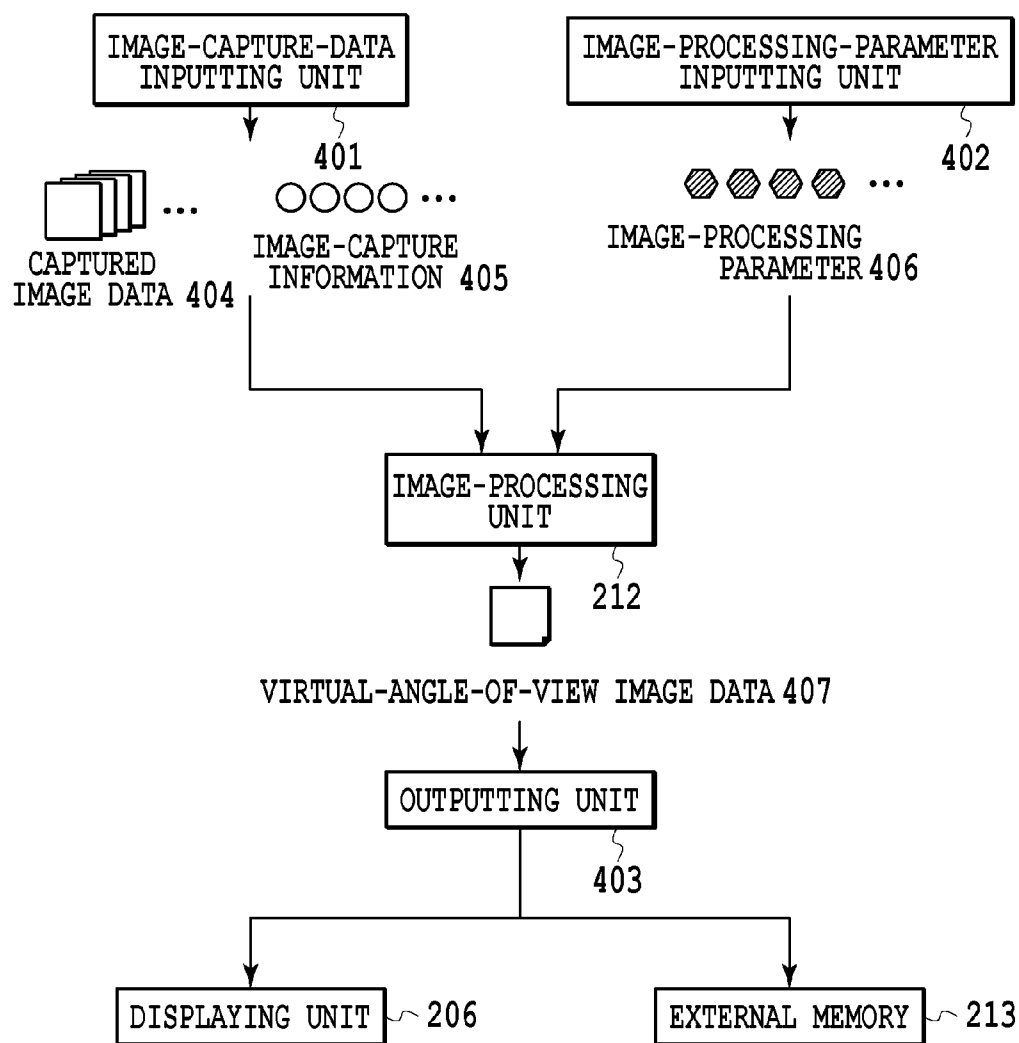 IMAGE-CAPTURE-DATA
INPUTTING UNIT
401
IMAGE-PROCESSING-PARAMETER
INPUTTING UNIT
402
CAPTURED
IMAGE DATA 404
IMAGE-CAPTURE
INFORMATION 405
IMAGE-PROCESSING
PARAMETER 406
IMAGE-PROCESSING
UNIT
212
VIRTUAL-ANGLE-OF-VIEW IMAGE DATA 407
OUTPUTTING UNIT
403
DISPLAYING UNIT 206
EXTERNAL MEMORY 213